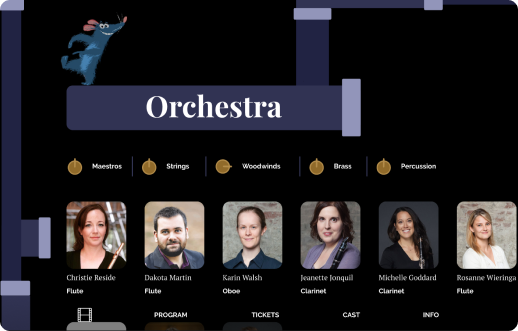 Orchestra
Maestros Strings Woodwinds Brass Percussion
Christie Reside Dakota Martin Karin Walsh Jeanette Jonquil Michelle Goddard Rosanne Wieringa
Flute Flute Oboe Clarinet Clarinet Flute
PROGRAM TICKETS CAST INFO